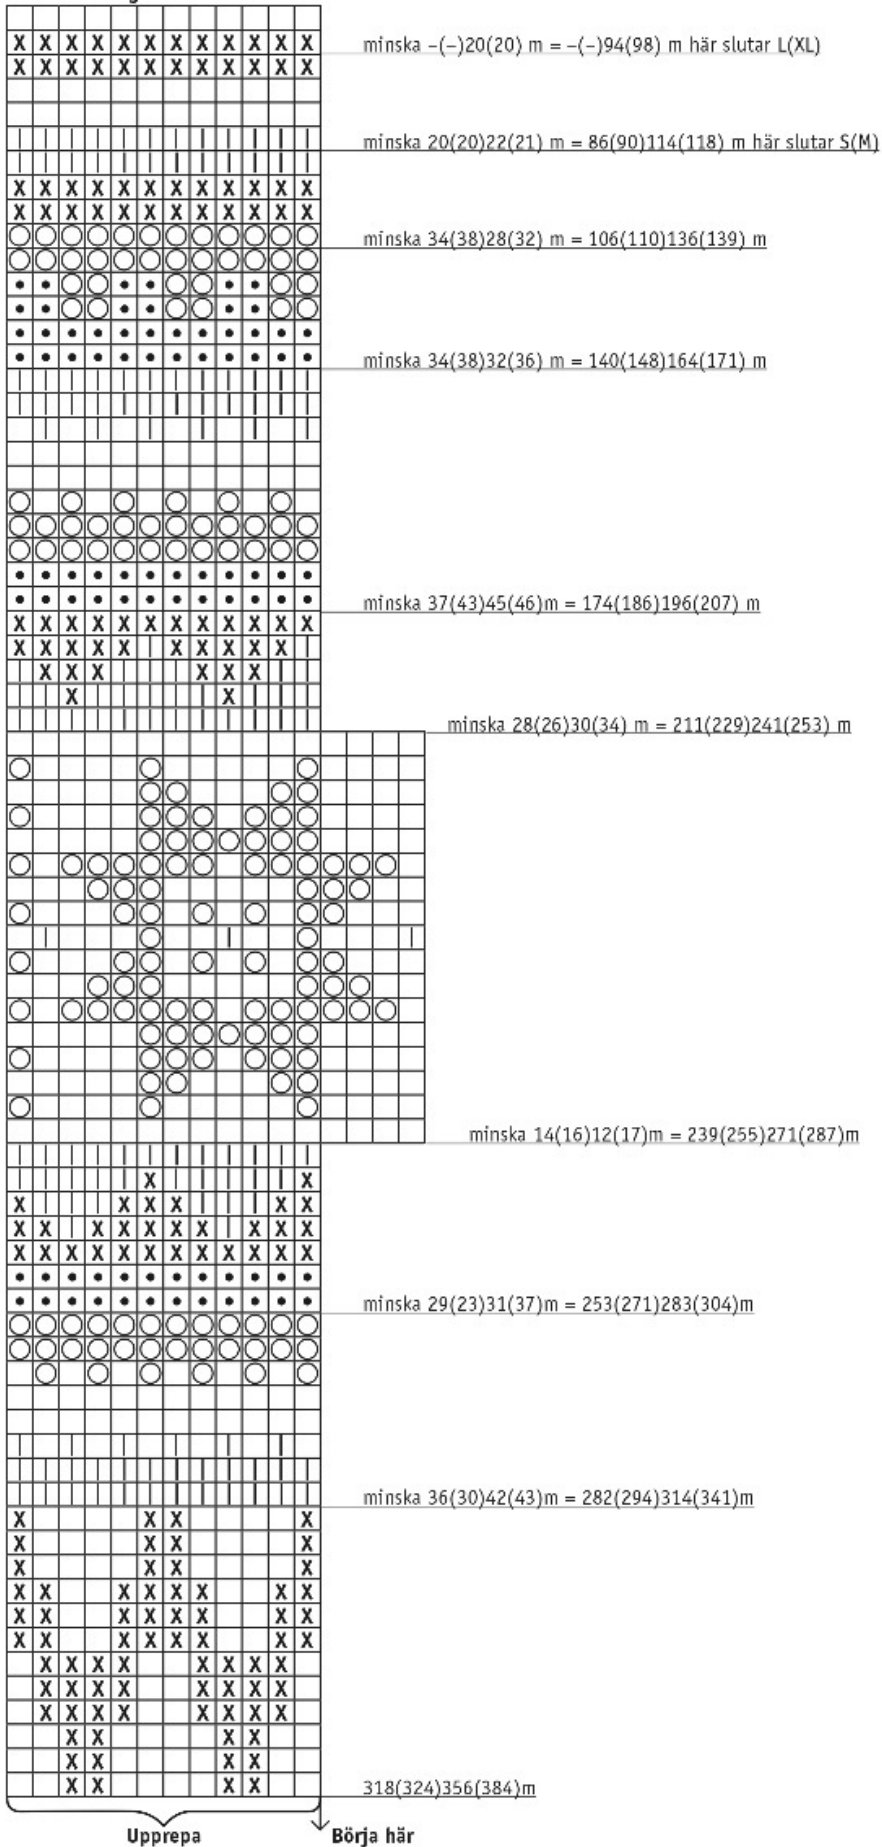 minska –(–)20(20) m = –(–)94(98) m här slutar L(XL)
minska 20(20)22(21) m = 86(90)114(118) m här slutar S(M)
minska 34(38)28(32) m = 106(110)136(139) m
minska 34(38)32(36) m = 140(148)164(171) m
minska 37(43)45(46)m = 174(186)196(207) m
minska 28(26)30(34) m = 211(229)241(253) m
minska 14(16)12(17)m = 239(255)271(287)m
minska 29(23)31(37)m = 253(271)283(304)m
minska 36(30)42(43)m = 282(294)314(341)m
318(324)356(384)m
Upprepa
Börja här